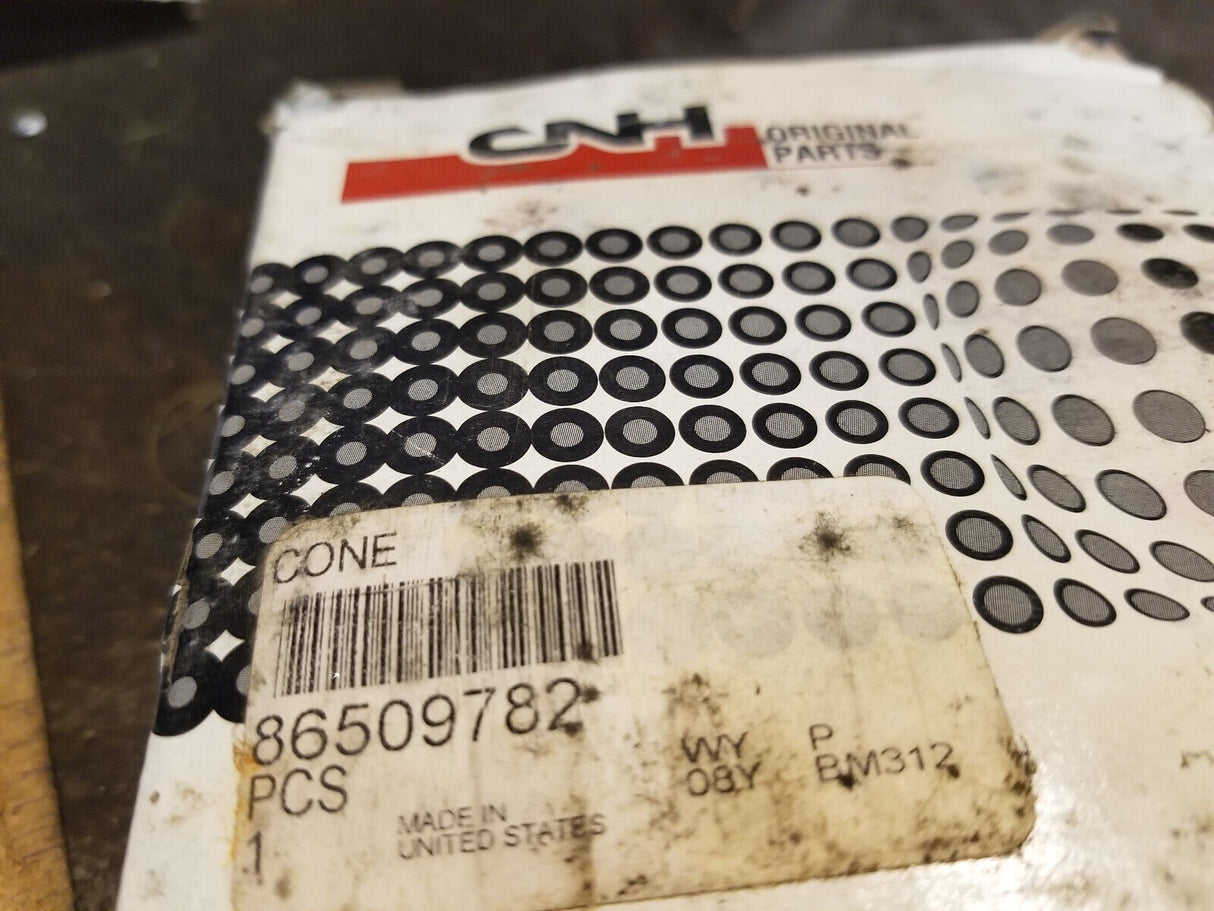 CNH
ORIGINAL
PARTS
CONE
86509782
PCS
1
MADE IN
UNITED STATES
WY P
08Y BM312